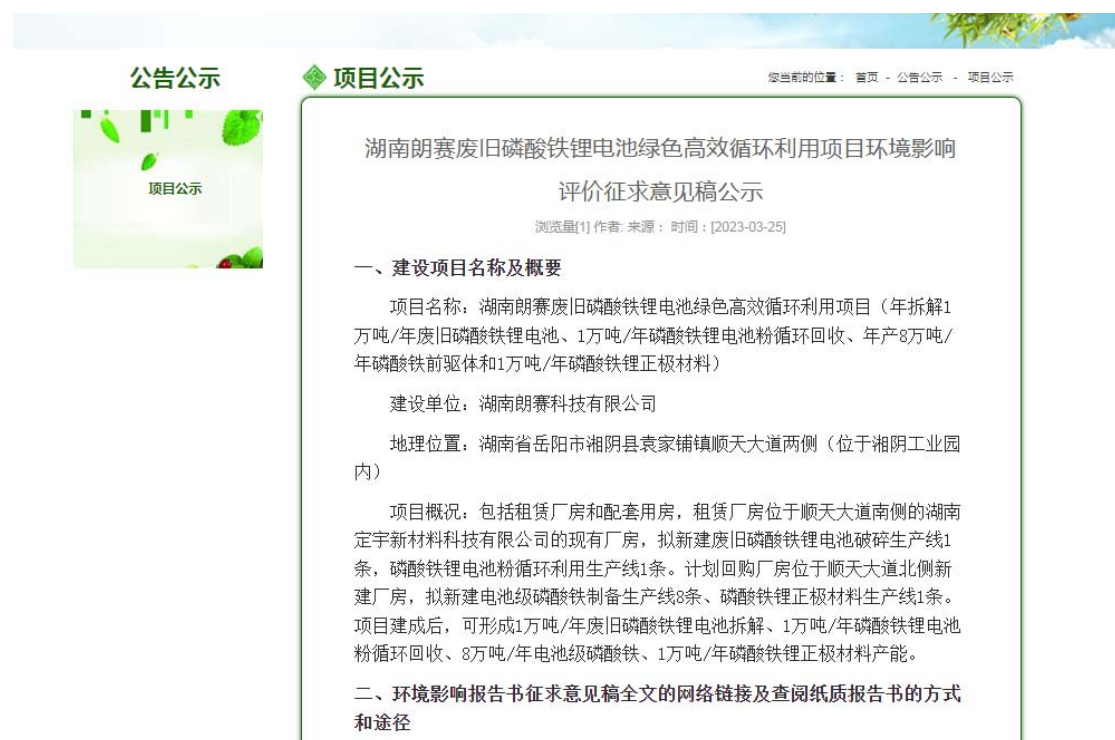 公告公示
项目公示
您当前的位置： 首页 - 公告公示 - 项目公示
项目公示
湖南朗赛废旧磷酸铁锂电池绿色高效循环利用项目环境影响
评价征求意见稿公示
浏览量[1] 作者: 来源： 时间：[2023-03-25]
一、建设项目名称及概要
项目名称：湖南朗赛废旧磷酸铁锂电池绿色高效循环利用项目（年拆解1
万吨/年废旧磷酸铁锂电池、1万吨/年磷酸铁锂电池粉循环回收、年产8万吨/
年磷酸铁前驱体和1万吨/年磷酸铁锂正极材料）
建设单位：湖南朗赛科技有限公司
地理位置：湖南省岳阳市湘阴县袁家铺镇顺天大道两侧（位于湘阴工业园
内）
项目概况：包括租赁厂房和配套用房，租赁厂房位于顺天大道南侧的湖南
定宇新材料科技有限公司的现有厂房，拟新建废旧磷酸铁锂电池破碎生产线1
条，磷酸铁锂电池粉循环利用生产线1条。计划回购厂房位于顺天大道北侧新
建厂房，拟新建电池级磷酸铁制备生产线8条、磷酸铁锂正极材料生产线1条。
项目建成后，可形成1万吨/年废旧磷酸铁锂电池拆解、1万吨/年磷酸铁锂电池
粉循环回收、8万吨/年电池级磷酸铁、1万吨/年磷酸铁锂正极材料产能。
二、环境影响报告书征求意见稿全文的网络链接及查阅纸质报告书的方式
和途径